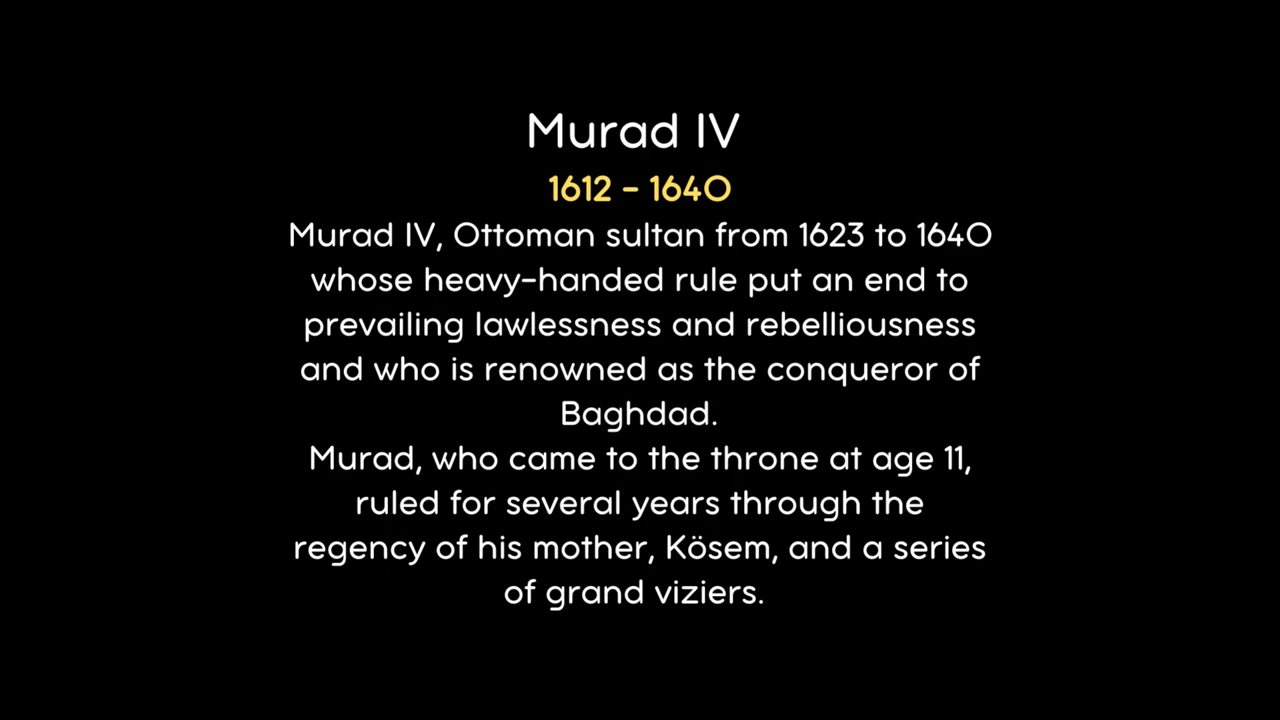 Murad IV
1612 - 1640
Murad IV, Ottoman sultan from 1623 to 1640
whose heavy-handed rule put an end to
prevailing lawlessness and rebelliousness
and who is renowned as the conqueror of
Baghdad.
Murad, who came to the throne at age 11,
ruled for several years through the
regency of his mother, Kösem, and a series
of grand viziers.